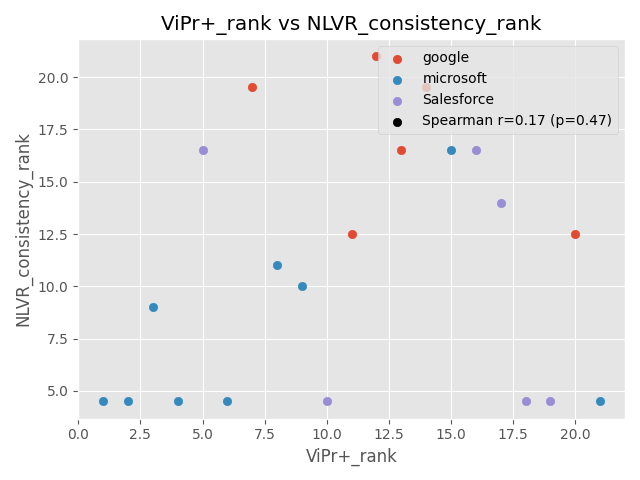 ViPr+_rank vs NLVR_consistency_rank
google
microsoft
Salesforce
Spearman r=0.17 (p=0.47)
20.0
17.5
15.0
12.5
10.0
7.5
5.0
NLVR_consistency_rank
0.0 2.5 5.0 7.5 10.0 12.5 15.0 17.5 20.0
ViPr+_rank